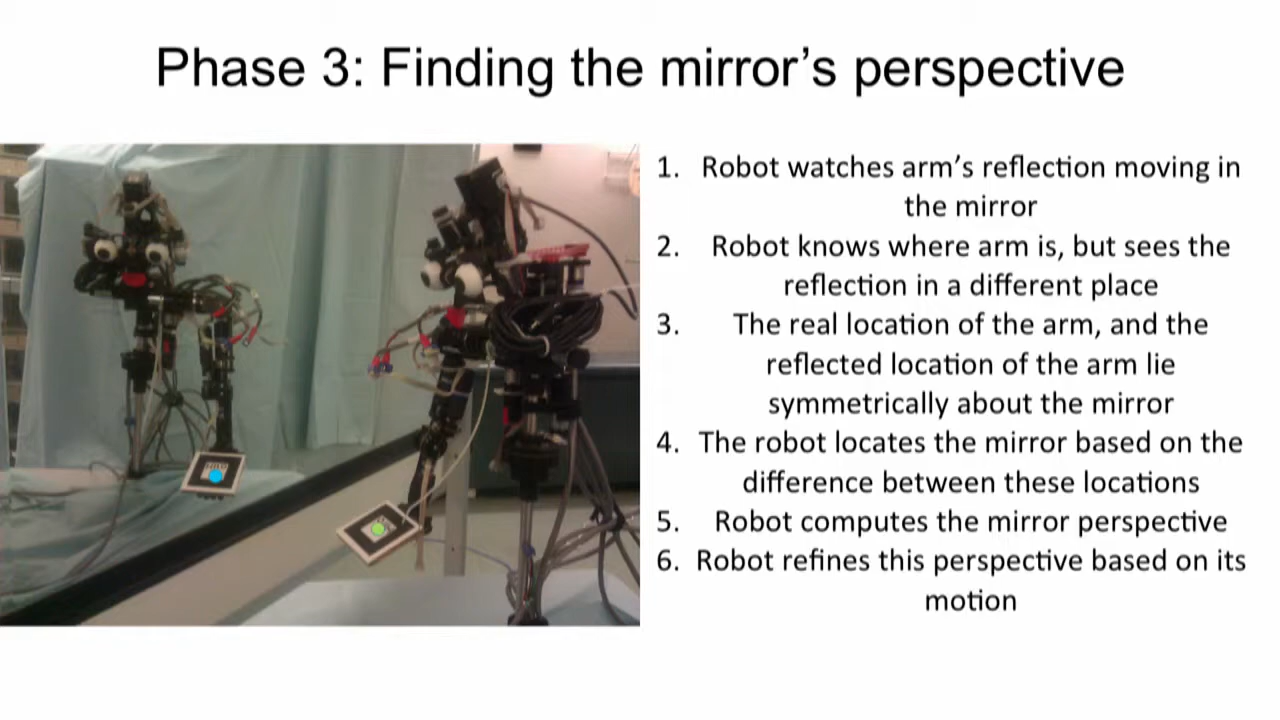 Phase 3: Finding the mirror’s perspective
1. Robot watches arm’s reflection moving in
the mirror
2. Robot knows where arm is, but sees the
reflection in a different place
3. The real location of the arm, and the
reflected location of the arm lie
symmetrically about the mirror
4. The robot locates the mirror based on the
difference between these locations
5. Robot computes the mirror perspective
6. Robot refines this perspective based on its
motion